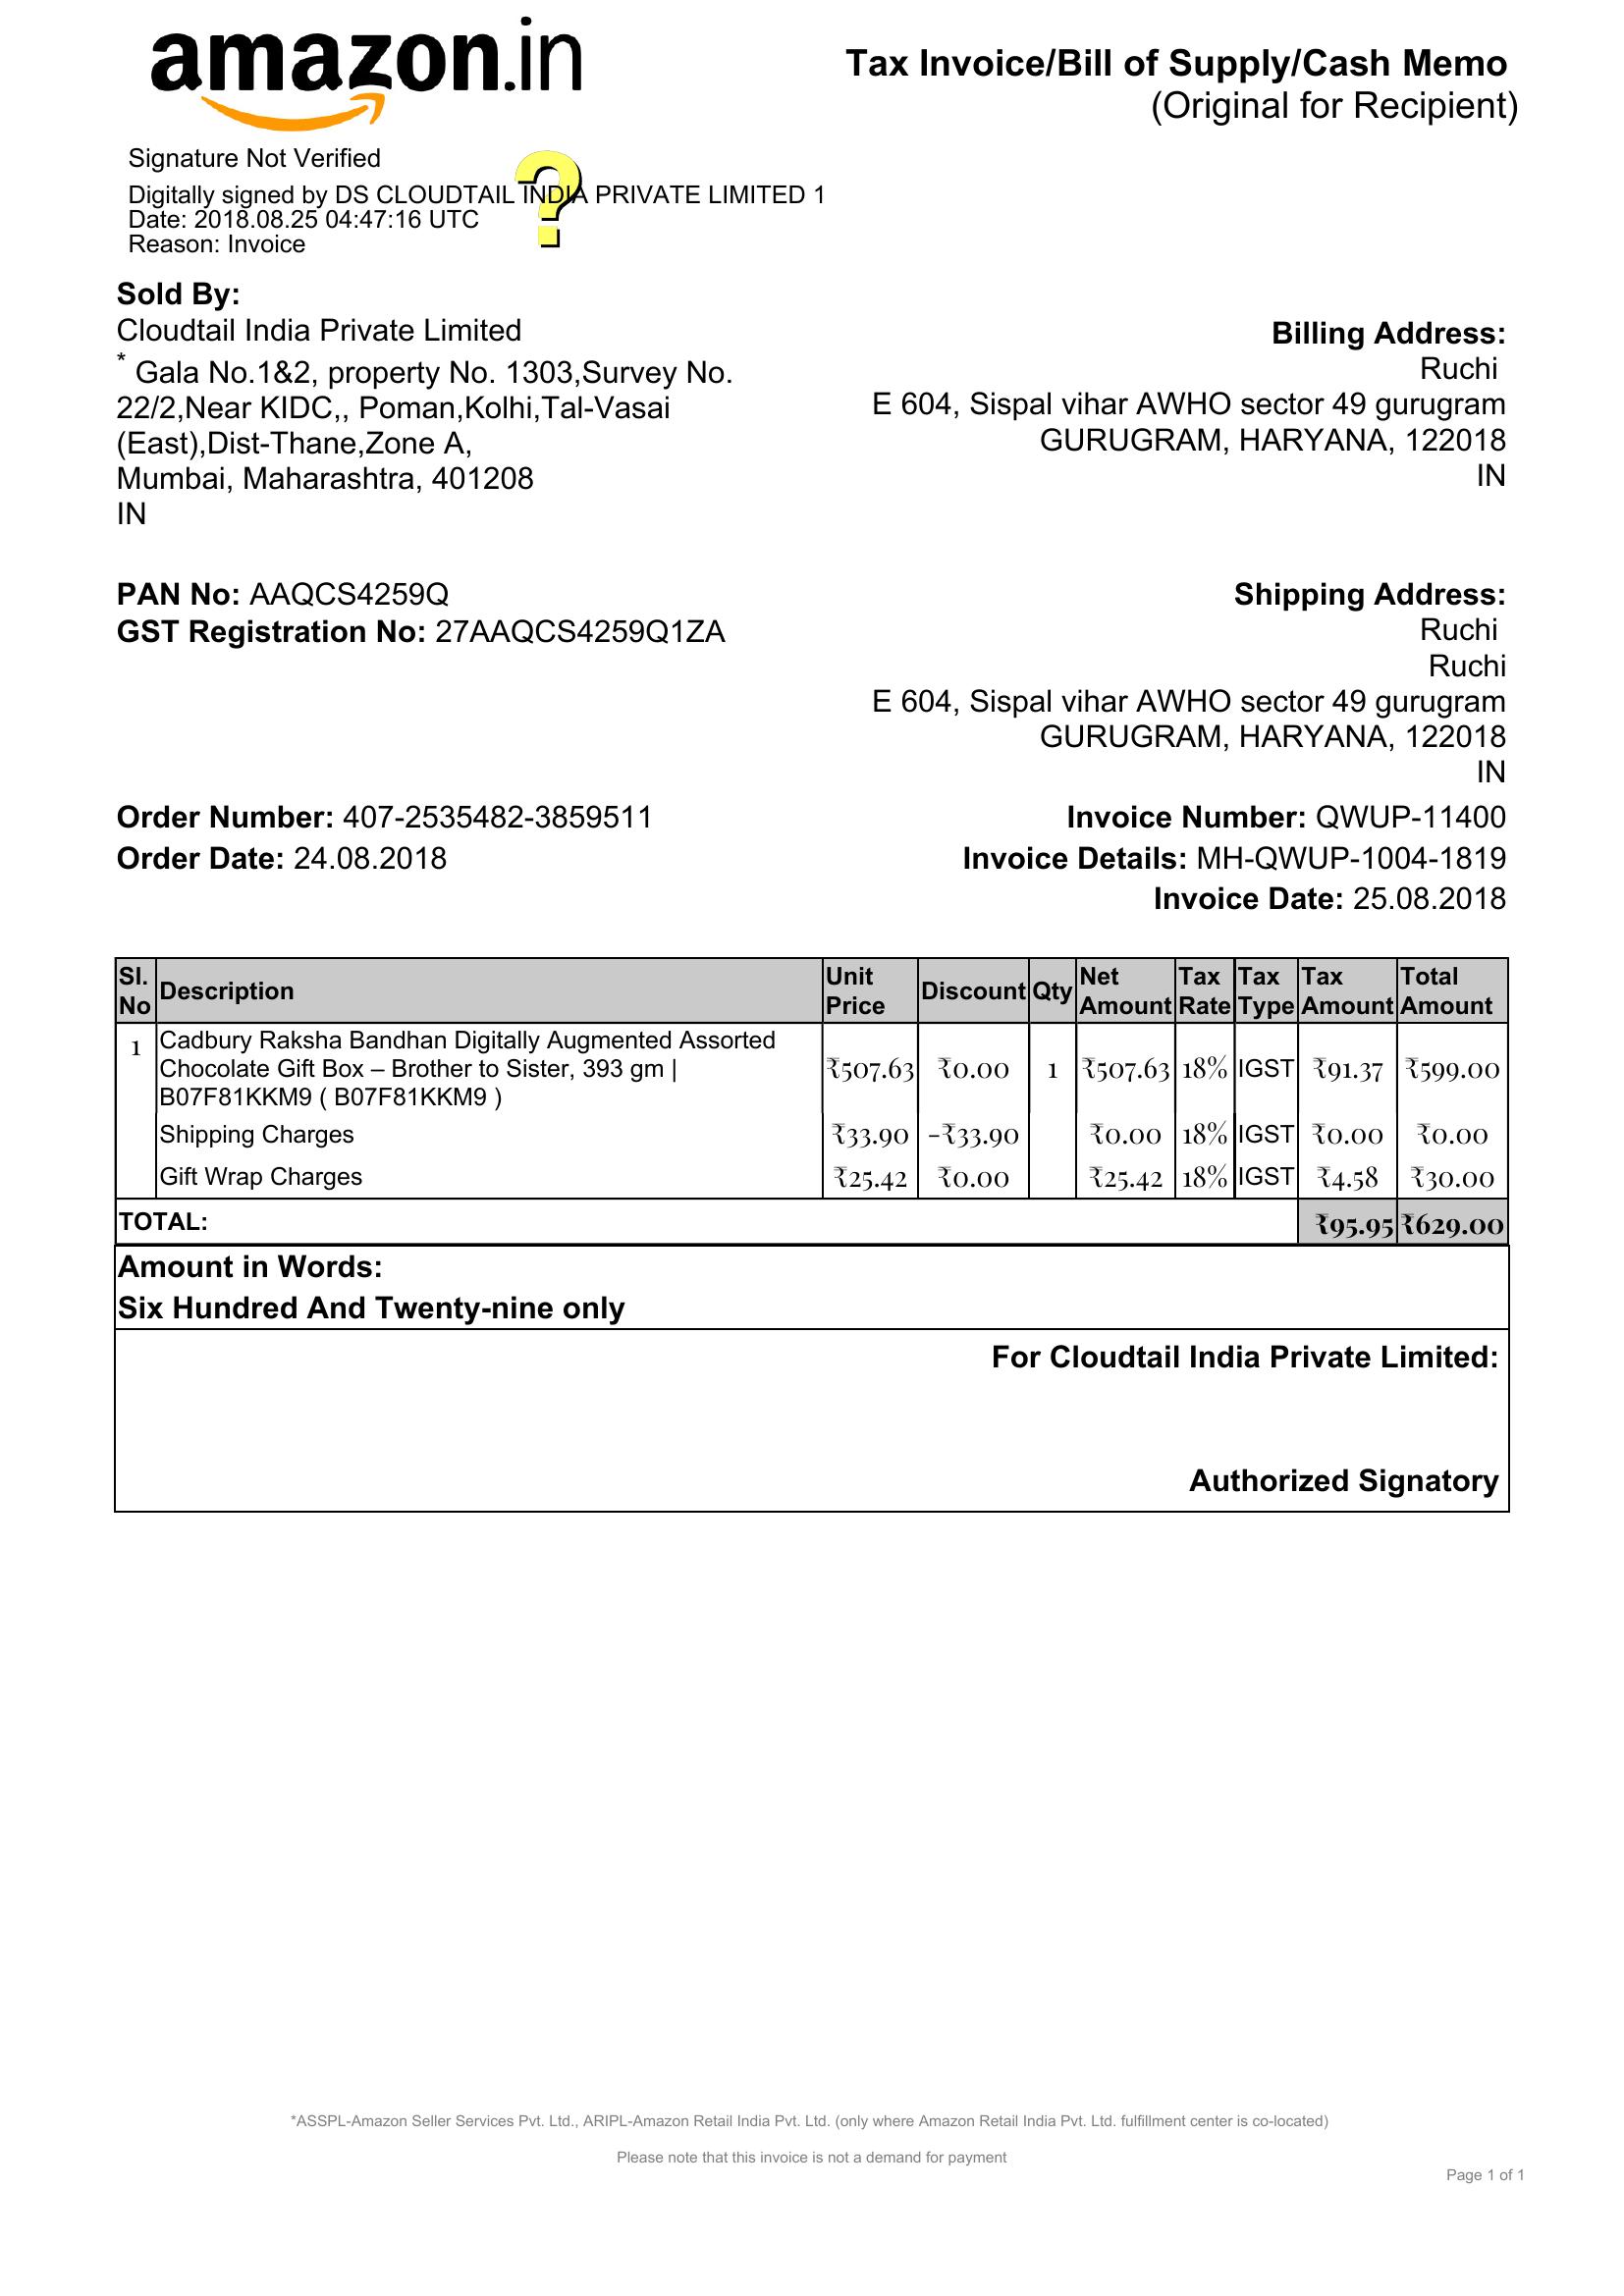 amazon.in
Tax Invoice/Bill of Supply/Cash Memo
(Original for Recipient)
Signature Not Verified
Digitally signed by DS CLOUDTAIL INDIA PRIVATE LIMITED 1
Date: 2018.08.25 04:47:16 UTC
Reason: Invoice
?
Sold By:
Cloudtail India Private Limited
* Gala No.1&2, property No. 1303,Survey No.
22/2,Near KIDC,, Poman,Kolhi,Tal-Vasai
(East),Dist-Thane,Zone A,
Mumbai, Maharashtra, 401208
IN
Billing Address:
Ruchi
E 604, Sispal vihar AWHO sector 49 gurugram
GURUGRAM, HARYANA, 122018
IN
PAN No: AAQCS4259Q
GST Registration No: 27AAQCS4259Q1ZA
Shipping Address:
Ruchi
Ruchi
E 604, Sispal vihar AWHO sector 49 gurugram
GURUGRAM, HARYANA, 122018
IN
Order Number: 407-2535482-3859511
Order Date: 24.08.2018
Invoice Number: QWUP-11400
Invoice Details: MH-QWUP-1004-1819
Invoice Date: 25.08.2018
Sl. No Description Unit Price Discount Qty Net Amount Tax Rate Tax Type Tax Amount Total Amount
1 Cadbury Raksha Bandhan Digitally Augmented Assorted
Chocolate Gift Box – Brother to Sister, 393 gm | ₹507.63 ₹0.00 1 ₹507.63 18% IGST ₹91.37 ₹599.00
B07F81KKM9 ( B07F81KKM9 )
Shipping Charges ₹33.90 -₹33.90 ₹0.00 18% IGST ₹0.00 ₹0.00
Gift Wrap Charges ₹25.42 ₹0.00 ₹25.42 18% IGST ₹4.58 ₹30.00
TOTAL: ₹95.95 ₹629.00
Amount in Words:
Six Hundred And Twenty-nine only
For Cloudtail India Private Limited:
Authorized Signatory
*ASSPL-Amazon Seller Services Pvt. Ltd., ARIPL-Amazon Retail India Pvt. Ltd. (only where Amazon Retail India Pvt. Ltd. fulfillment center is co-located)
Please note that this invoice is not a demand for payment
Page 1 of 1